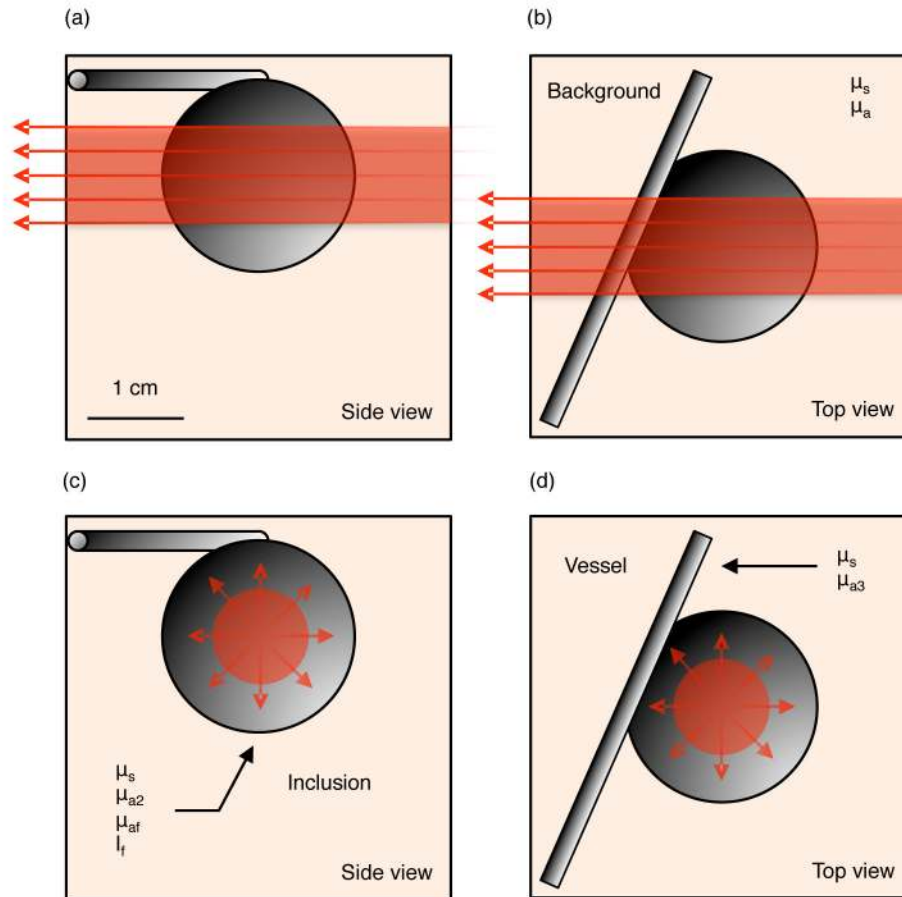 (a)
(b)
Background
μs
μa
1 cm
Side view
Top view
(c)
(d)
Vessel
μs
μa3
μs
μa2
μaf
If
Inclusion
Side view
Top view